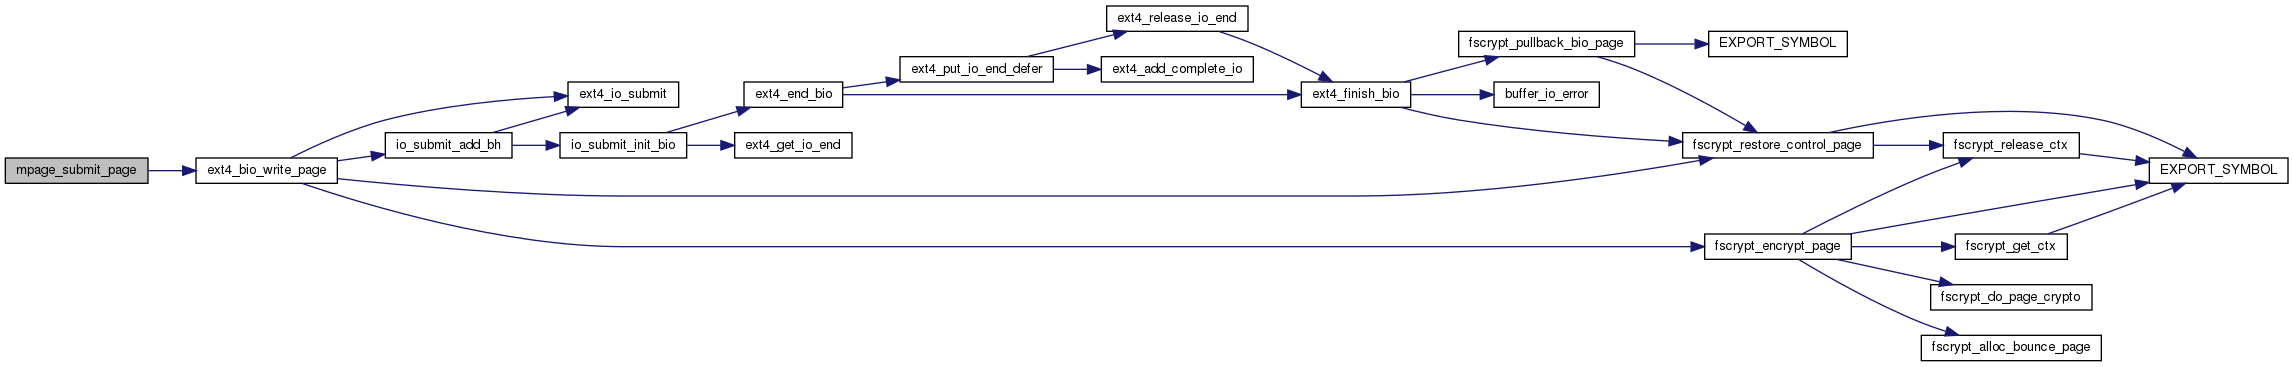 mpage_submit_page
ext4_bio_write_page
ext4_io_submit
io_submit_add_bh
io_submit_init_bio
ext4_end_bio
ext4_get_io_end
ext4_put_io_end_defer
ext4_release_io_end
ext4_add_complete_io
ext4_finish_bio
fscrypt_pullback_bio_page
buffer_io_error
EXPORT_SYMBOL
fscrypt_restore_control_page
fscrypt_encrypt_page
fscrypt_release_ctx
fscrypt_get_ctx
fscrypt_do_page_crypto
fscrypt_alloc_bounce_page
EXPORT_SYMBOL